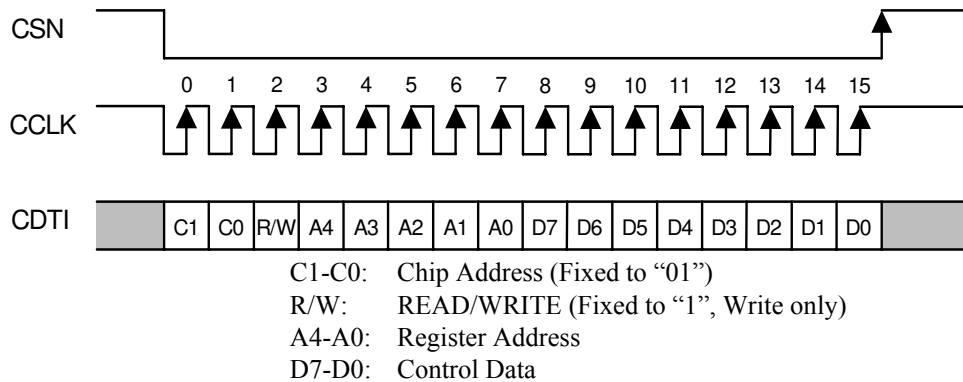 CSN
0 1 2 3 4 5 6 7 8 9 10 11 12 13 14 15
CCLK
CDTI C1 C0 R/W A4 A3 A2 A1 A0 D7 D6 D5 D4 D3 D2 D1 D0
C1-C0: Chip Address (Fixed to “01”)
R/W: READ/WRITE (Fixed to “1”, Write only)
A4-A0: Register Address
D7-D0: Control Data